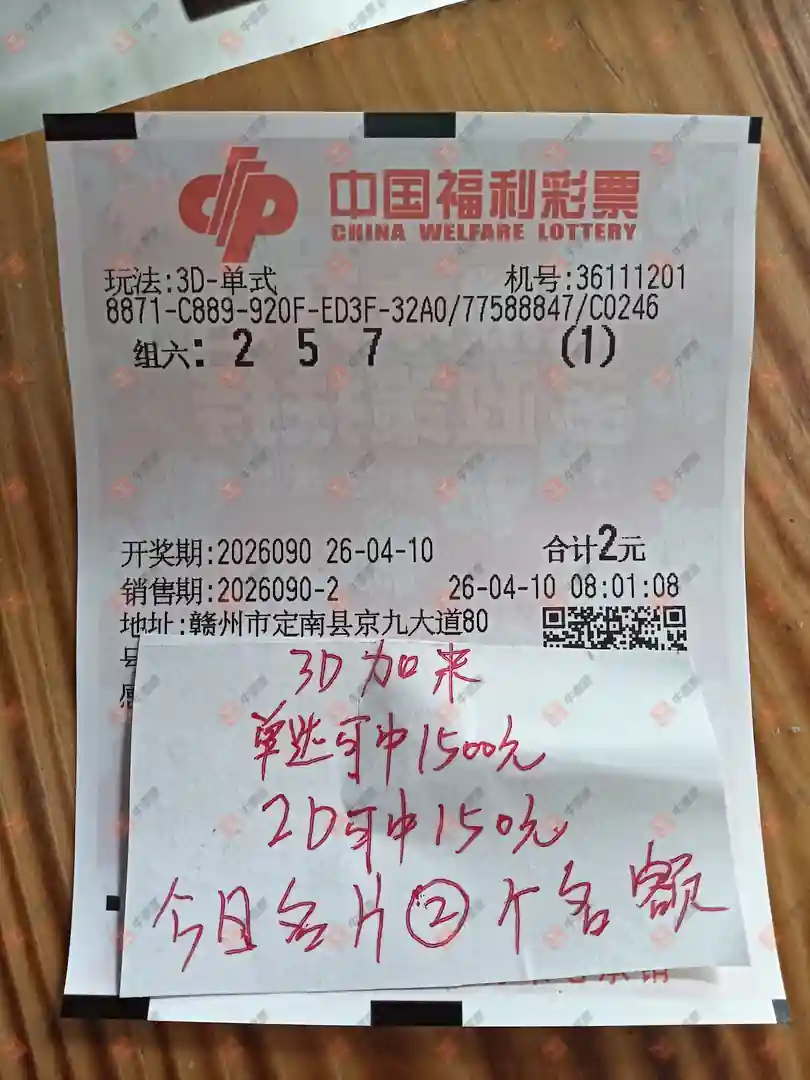 中国福利彩票
CHINA WELFARE LOTTERY
玩法:3D-单式 机号:36111201
8871-C889-920F-ED3F-32A0/77588847/C0246
组六: 2 5 7 (1)
开奖期:2026090 26-04-10 合计2元
销售期:2026090-2 26-04-10 08:01:08
地址:赣州市定南县京九大道80
3D加来
单选可中1500元
2D可中150元
今日名片②个名额